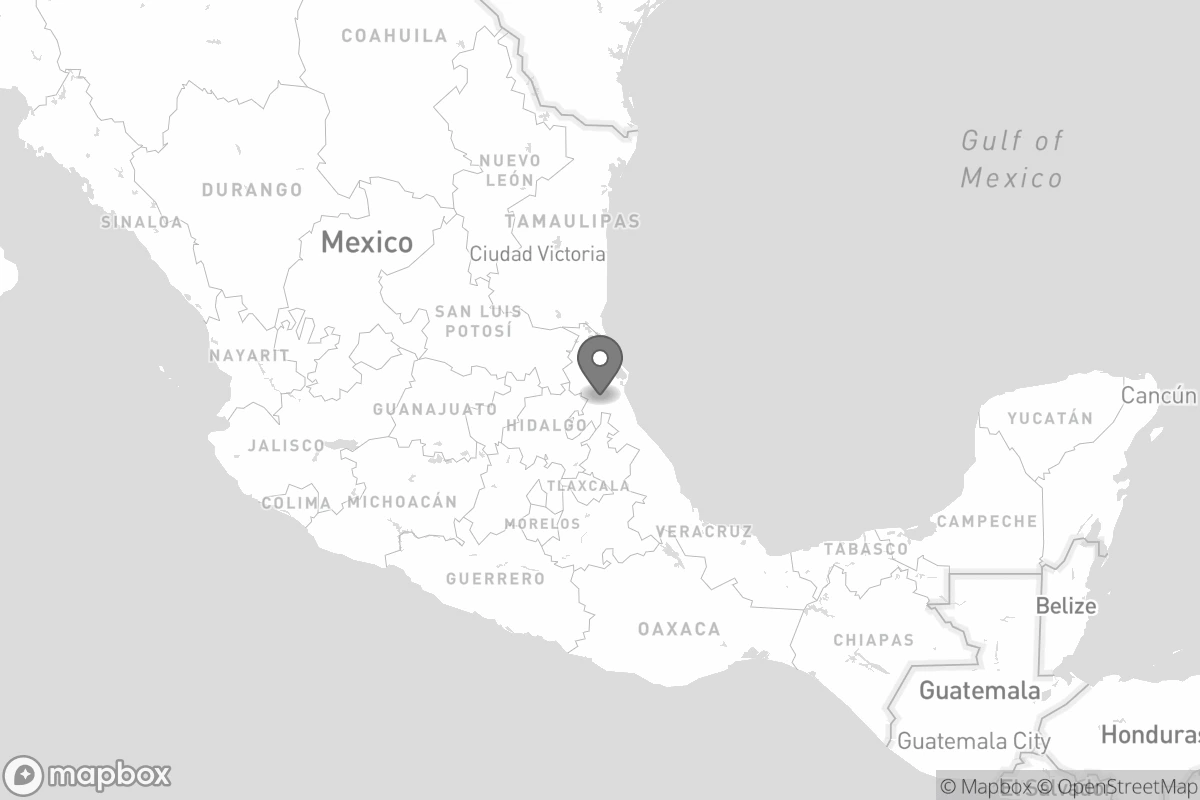 COAHUILA
Gulf of
Mexico
NUEVO
LEÓN
DURANGO
SINALOA
TAMAULIPAS
Mexico
Ciudad Victoria
SAN LUIS
POTOSÍ
NAYARIT
Cancún
GUANAJUATO
YUCATÁN
HIDALGO
JALISCO
TLAXCALA
COLIMA
MICHOACÁN
MORELOS
CAMPECHE
VERACRUZ
TABASCO
GUERRERO
Belize
OAXACA
CHIAPAS
Guatemala
Honduras
Guatemala City
mapbox
El Salvador
© Mapbox © OpenStreetMap